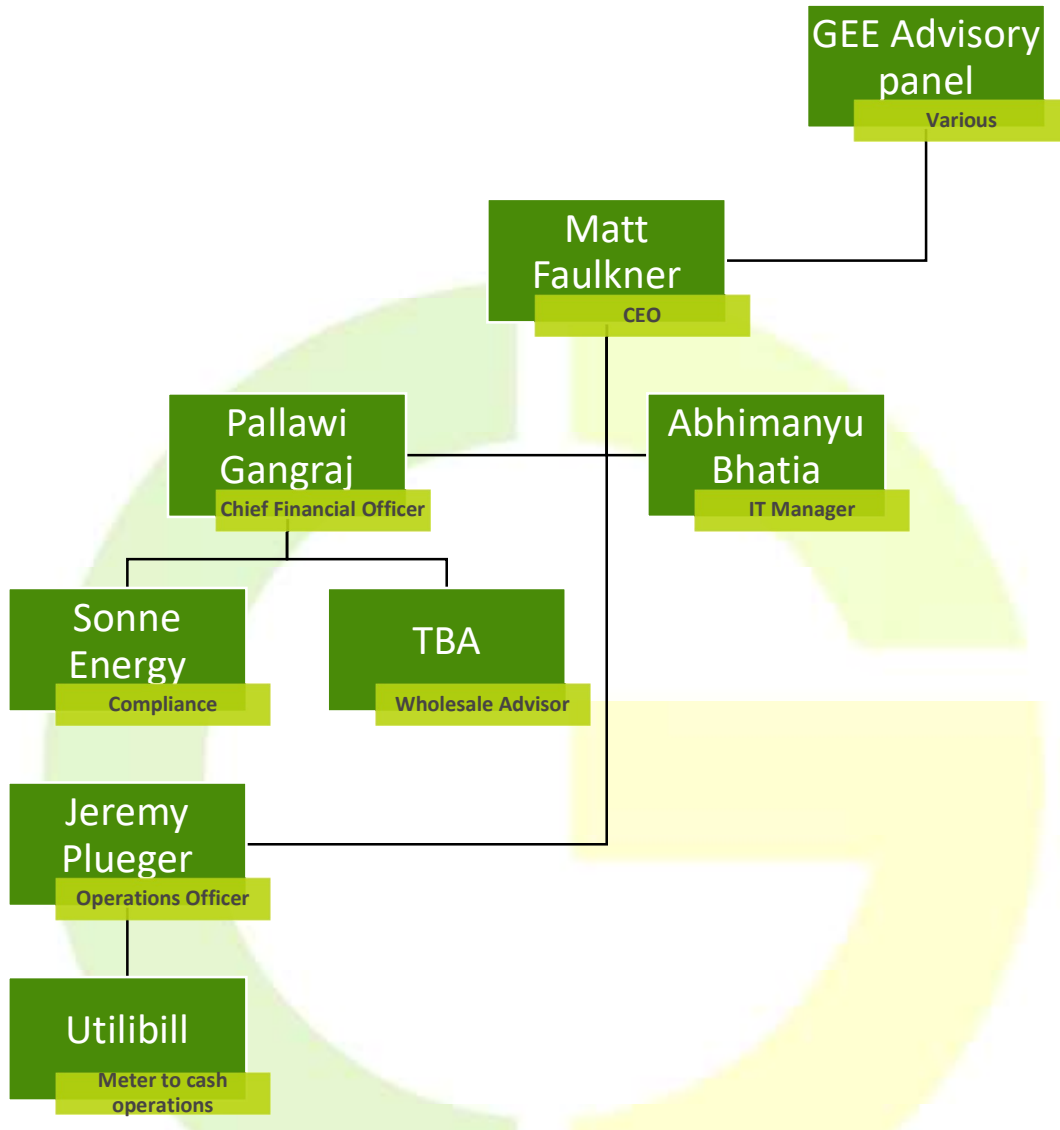 GEE Advisory
panel
Various
Matt
Faulkner
CEO
Pallawi
Gangraj
Chief Financial Officer
Abhimanyu
Bhatia
IT Manager
Sonne
Energy
Compliance
TBA
Wholesale Advisor
Jeremy
Plueger
Operations Officer
Utilibill
Meter to cash
operations